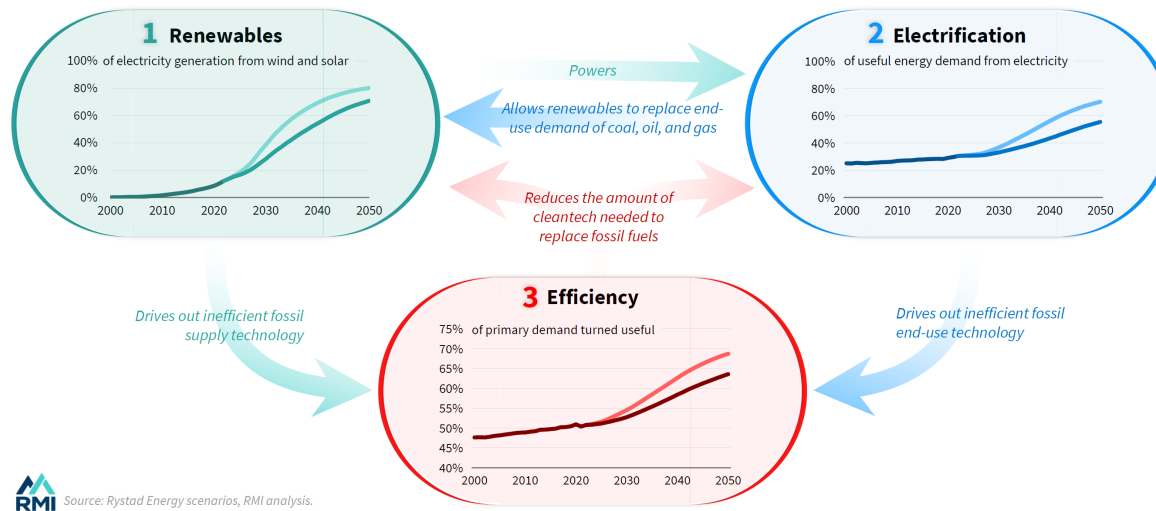 1 Renewables
100% of electricity generation from wind and solar
80%
60%
40%
20%
0%
2000 2010 2020 2030 2040 2050
Powers
Allows renewables to replace end-
use demand of coal, oil, and gas
Reduces the amount of
cleantech needed to
replace fossil fuels
2 Electrification
100% of useful energy demand from electricity
80%
60%
40%
20%
0%
2000 2010 2020 2030 2040 2050
Drives out inefficient fossil
supply technology
3 Efficiency
75% of primary demand turned useful
70%
65%
60%
55%
50%
45%
40%
2000 2010 2020 2030 2040 2050
Drives out inefficient fossil
end-use technology
RMI
Source: Rystad Energy scenarios, RMI analysis.